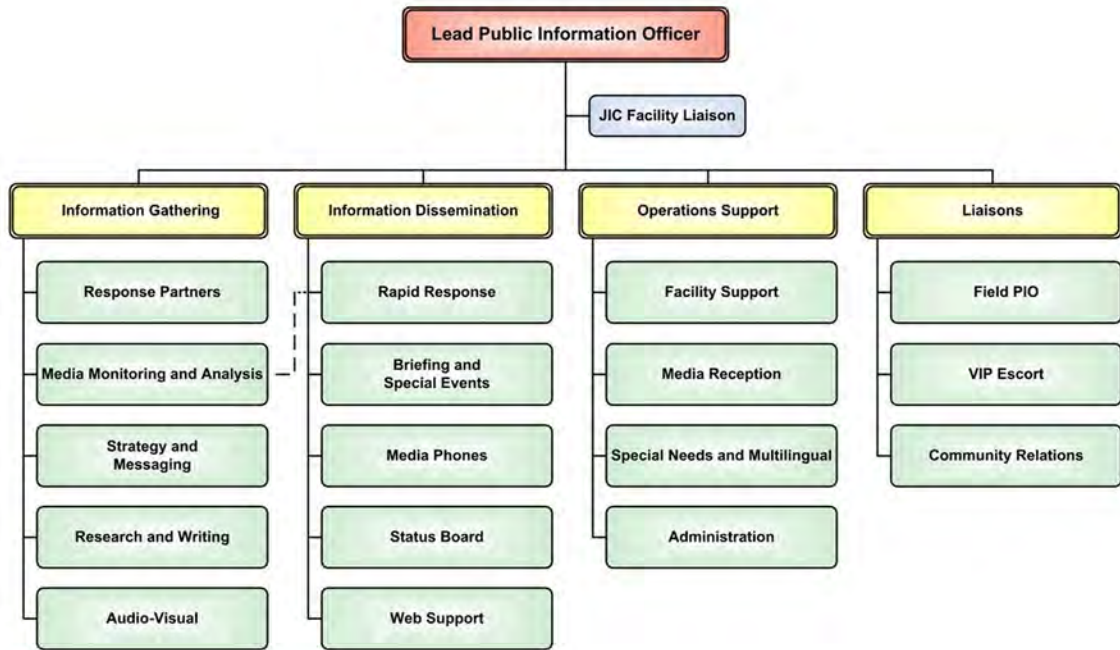 Lead Public Information Officer
JIC Facility Liaison
Information Gathering
Information Dissemination
Operations Support
Liaisons
Response Partners
Rapid Response
Facility Support
Field PIO
Media Monitoring and Analysis
Briefing and
Special Events
Media Reception
VIP Escort
Strategy and
Messaging
Media Phones
Special Needs and Multilingual
Community Relations
Research and Writing
Status Board
Administration
Audio-Visual
Web Support